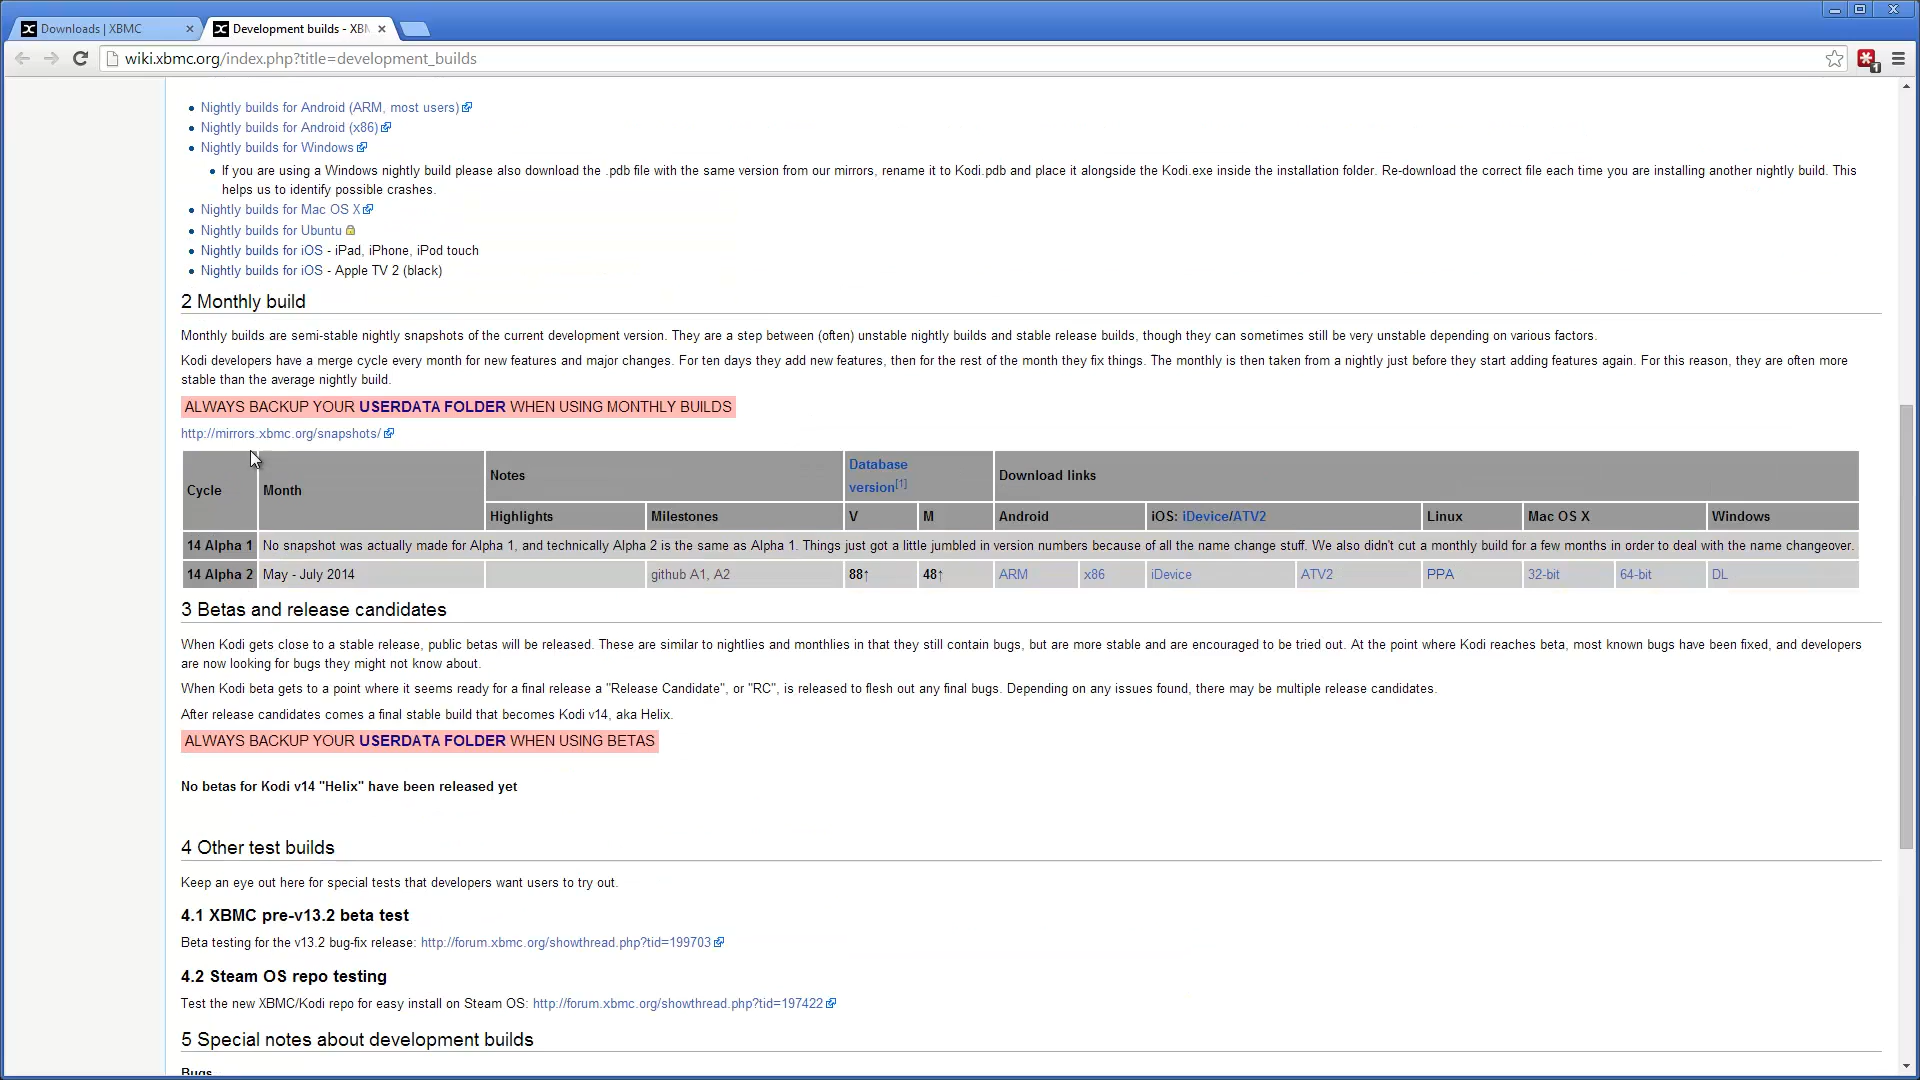 Downloads | XBMC
Development builds - XBM
wiki.xbmc.org/index.php?title=development_builds
1
Nightly builds for Android (ARM, most users)
Nightly builds for Android (x86)
Nightly builds for Windows
If you are using a Windows nightly build please also download the .pdb file with the same version from our mirrors, rename it to Kodi.pdb and place it alongside the Kodi.exe inside the installation folder. Re-download the correct file each time you are installing another nightly build. This
helps us to identify possible crashes.
Nightly builds for Mac OS X
Nightly builds for Ubuntu
Nightly builds for iOS - iPad, iPhone, iPod touch
Nightly builds for iOS - Apple TV 2 (black)
2 Monthly build
Monthly builds are semi-stable nightly snapshots of the current development version. They are a step between (often) unstable nightly builds and stable release builds, though they can sometimes still be very unstable depending on various factors.
Kodi developers have a merge cycle every month for new features and major changes. For ten days they add new features, then for the rest of the month they fix things. The monthly is then taken from a nightly just before they start adding features again. For this reason, they are often more
stable than the average nightly build.
ALWAYS BACKUP YOUR USERDATA FOLDER WHEN USING MONTHLY BUILDS
http://mirrors.xbmc.org/snapshots/
Cycle Month Notes Database version[1] Download links
Highlights Milestones V M Android iOS: iDevice/ATV2 Linux Mac OS X Windows
14 Alpha 1 No snapshot was actually made for Alpha 1, and technically Alpha 2 is the same as Alpha 1. Things just got a little jumbled in version numbers because of all the name change stuff. We also didn't cut a monthly build for a few months in order to deal with the name changeover.
14 Alpha 2 May - July 2014 github A1, A2 88↑ 48↑ ARM x86 iDevice ATV2 PPA 32-bit 64-bit DL
3 Betas and release candidates
When Kodi gets close to a stable release, public betas will be released. These are similar to nightlies and monthlies in that they still contain bugs, but are more stable and are encouraged to be tried out. At the point where Kodi reaches beta, most known bugs have been fixed, and developers
are now looking for bugs they might not know about.
When Kodi beta gets to a point where it seems ready for a final release a "Release Candidate", or "RC", is released to flesh out any final bugs. Depending on any issues found, there may be multiple release candidates.
After release candidates comes a final stable build that becomes Kodi v14, aka Helix.
ALWAYS BACKUP YOUR USERDATA FOLDER WHEN USING BETAS
No betas for Kodi v14 "Helix" have been released yet
4 Other test builds
Keep an eye out here for special tests that developers want users to try out.
4.1 XBMC pre-v13.2 beta test
Beta testing for the v13.2 bug-fix release: http://forum.xbmc.org/showthread.php?tid=199703
4.2 Steam OS repo testing
Test the new XBMC/Kodi repo for easy install on Steam OS: http://forum.xbmc.org/showthread.php?tid=197422
5 Special notes about development builds
Bugs